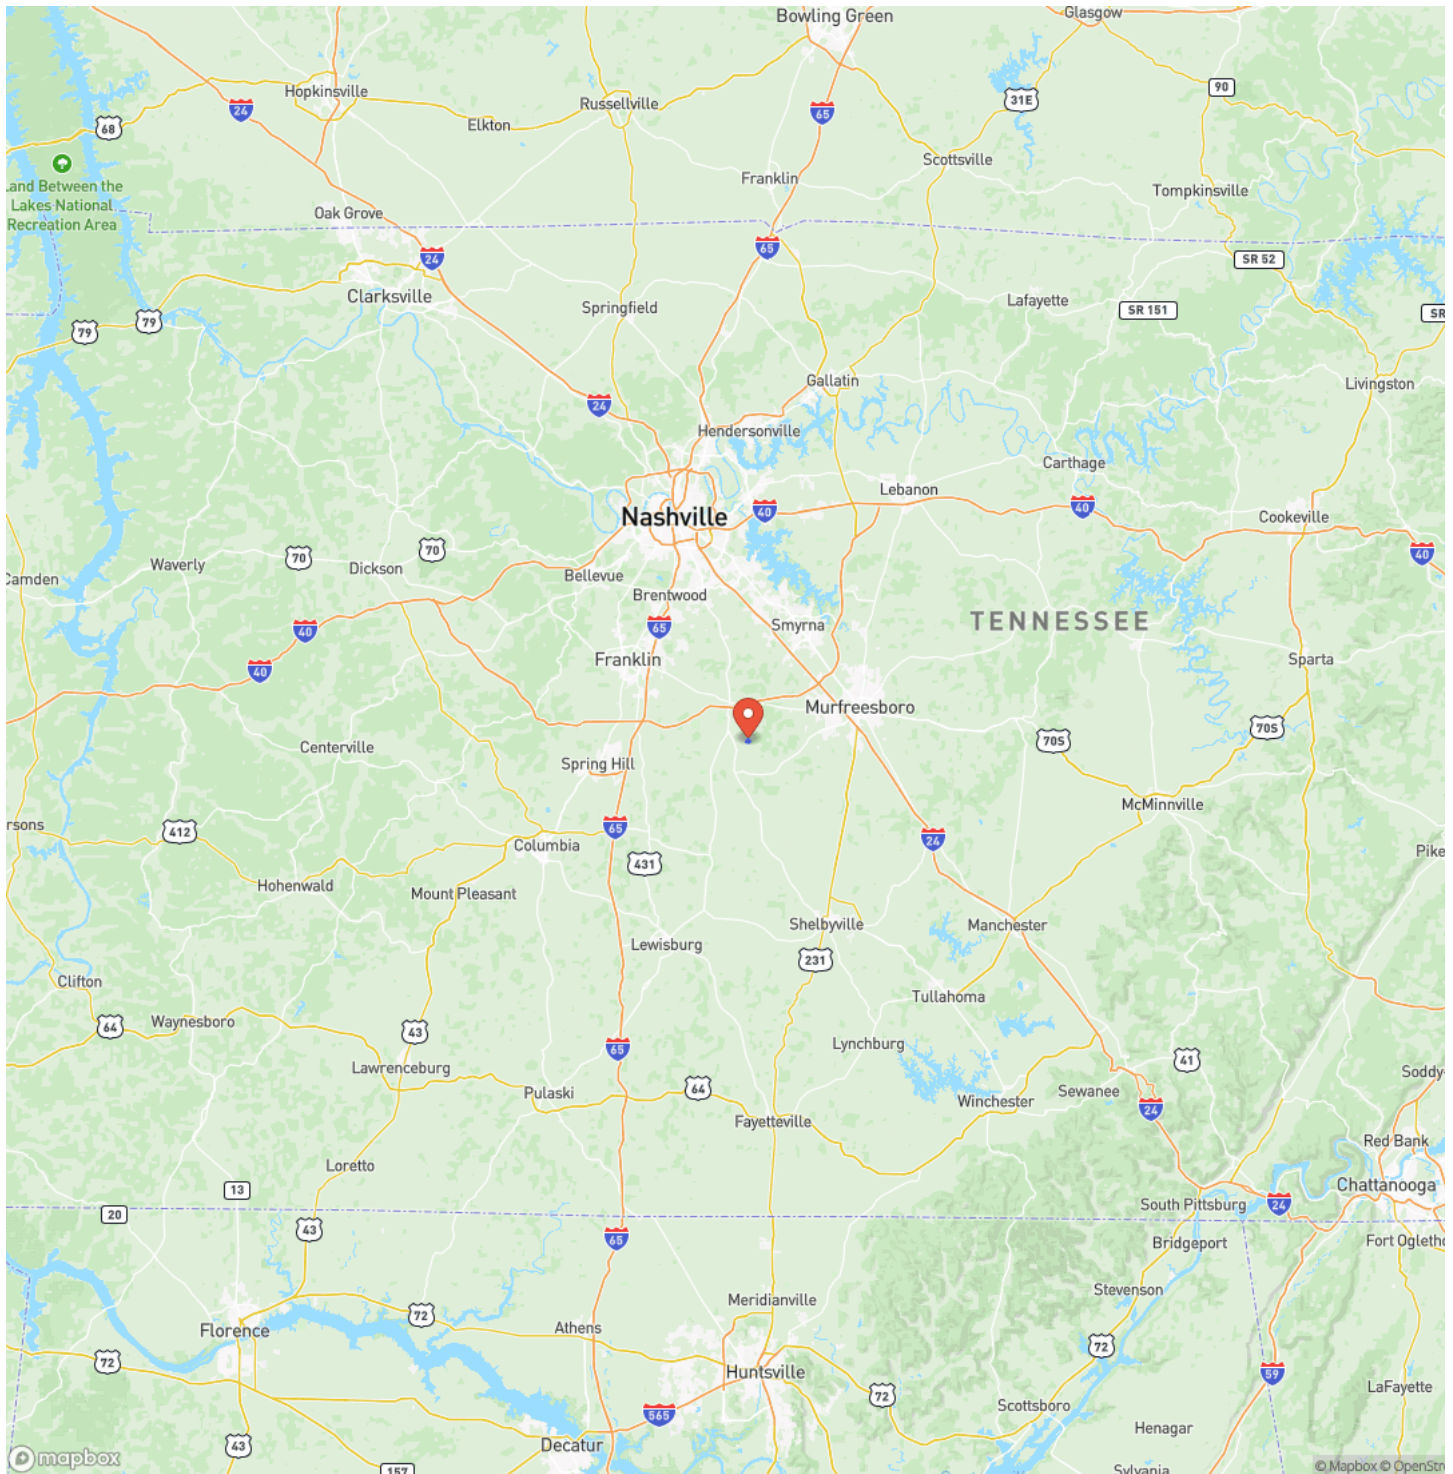 Bowling Green
Glasgow
Hopkinsville
24
Russellville
65
31E
90
68
Elkton
Scottsville
Land Between the
Lakes National
Recreation Area
Franklin
Tompkinsville
Oak Grove
24
65
SR 52
Clarksville
Springfield
Lafayette
SR 151
SR
79
79
Gallatin
Livingston
24
Hendersonville
Carthage
Lebanon
40
40
Nashville
Cookeville
40
70
70
Waverly
Dickson
Bellevue
Camden
Brentwood
TENNESSEE
40
65
Smyrna
40
Franklin
Sparta
Murfreesboro
70S
70S
Centerville
Spring Hill
McMinnville
rsons
412
65
24
Columbia
431
Pike
Hohenwald
Mount Pleasant
Shelbyville
Manchester
Lewisburg
231
Clifton
Tullahoma
64
Waynesboro
43
65
Lynchburg
41
Lawrenceburg
Soddy-
Pulaski
64
Sewanee
Winchester
24
Fayetteville
Red Bank
Loretto
13
Chattanooga
20
South Pittsburg
24
43
65
Bridgeport
Fort Ogletho
Stevenson
Meridianville
72
Athens
Florence
72
72
Huntsville
59
72
LaFayette
565
Scottsboro
43
Decatur
Henagar
157
Sylvania
mapbox
© Mapbox © OpenStr